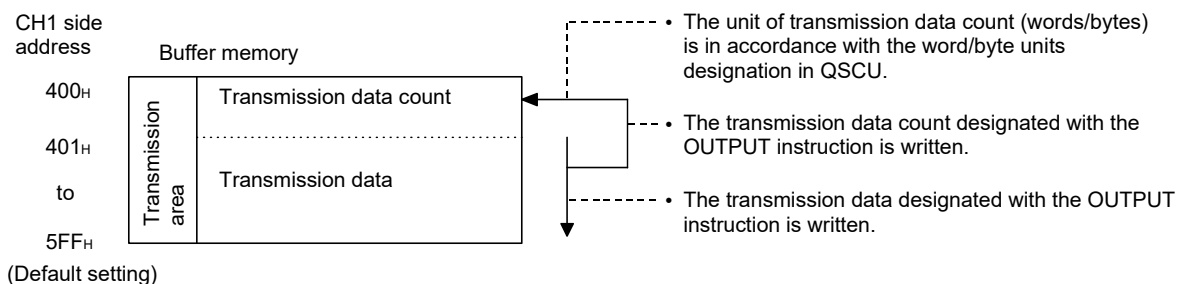 CH1 side
address
Buffer memory
400H
401H
to
5FFH
(Default setting)
Transmission
area
Transmission data count
Transmission data
• The unit of transmission data count (words/bytes)
is in accordance with the word/byte units
designation in QSCU.
• The transmission data count designated with the
OUTPUT instruction is written.
• The transmission data designated with the OUTPUT
instruction is written.